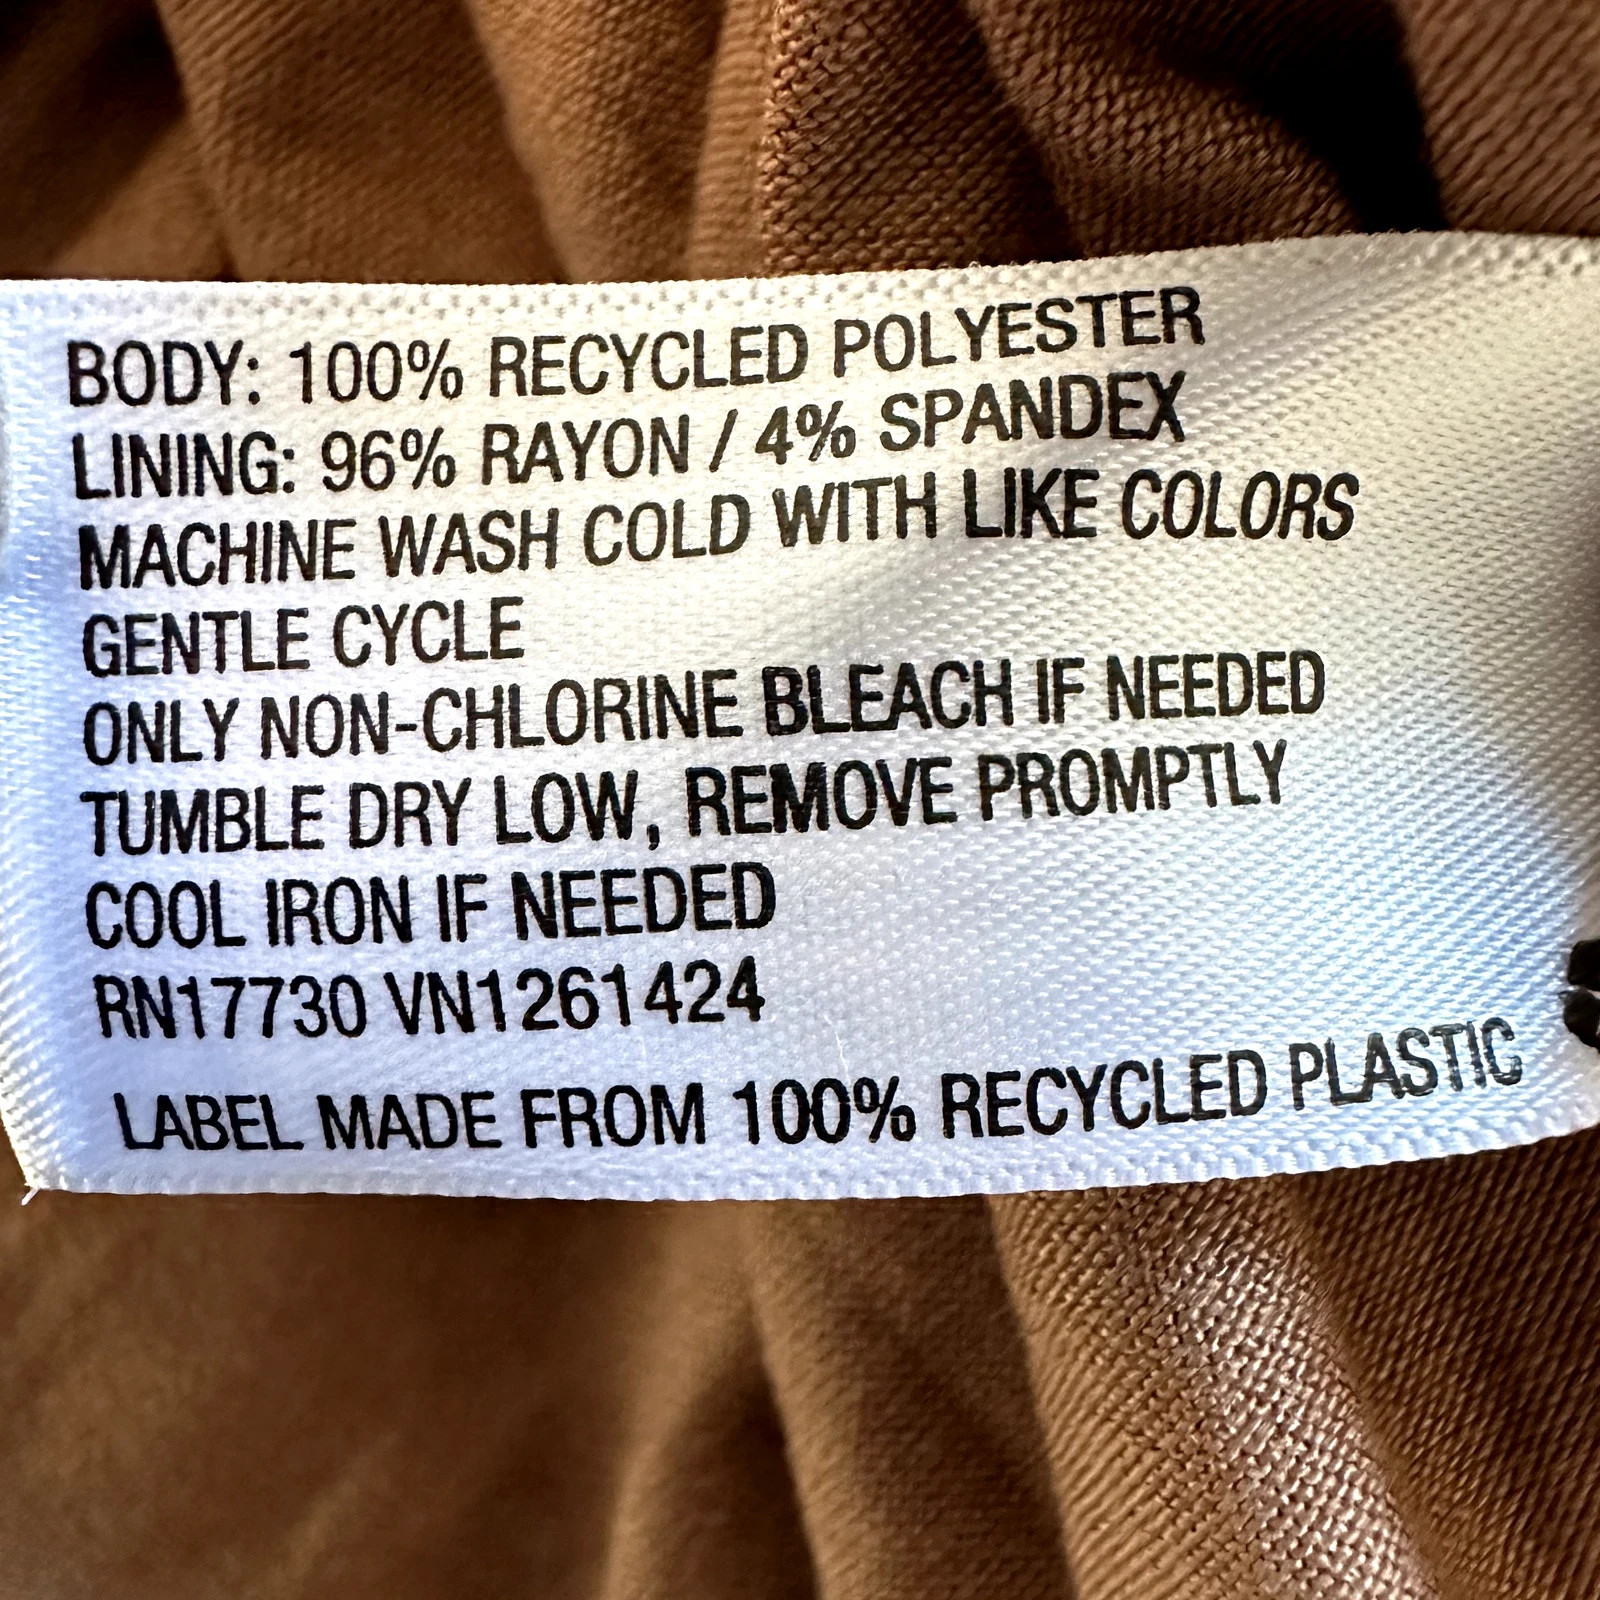 BODY: 100% RECYCLED POLYESTER
LINING: 96% RAYON / 4% SPANDEX
MACHINE WASH COLD WITH LIKE COLORS
GENTLE CYCLE
ONLY NON-CHLORINE BLEACH IF NEEDED
TUMBLE DRY LOW, REMOVE PROMPTLY
COOL IRON IF NEEDED
RN17730 VN1261424
LABEL MADE FROM 100% RECYCLED PLASTIC